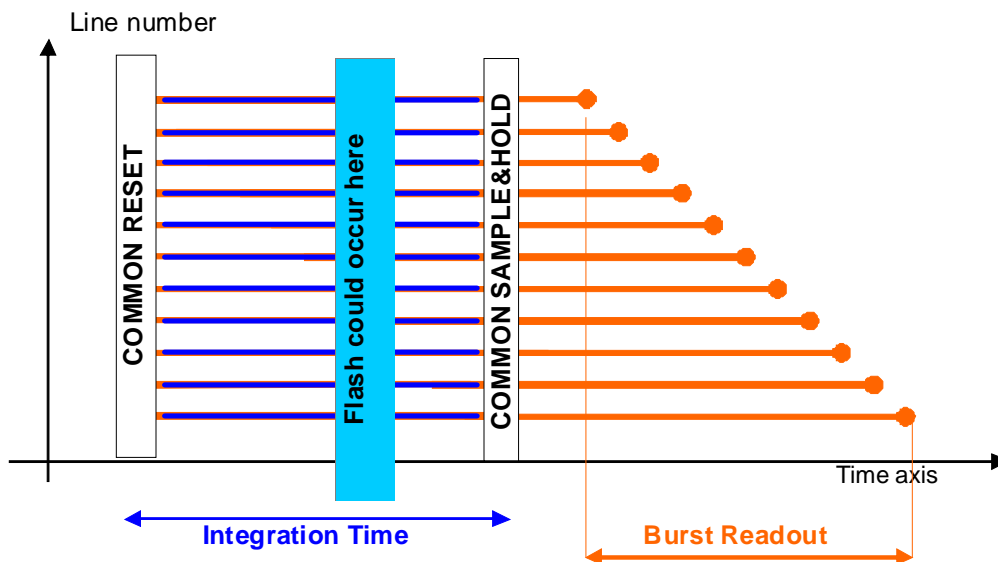 Line number
COMMON RESET
Flash could occur here
COMMON SAMPLE&HOLD
Time axis
Integration Time
Burst Readout